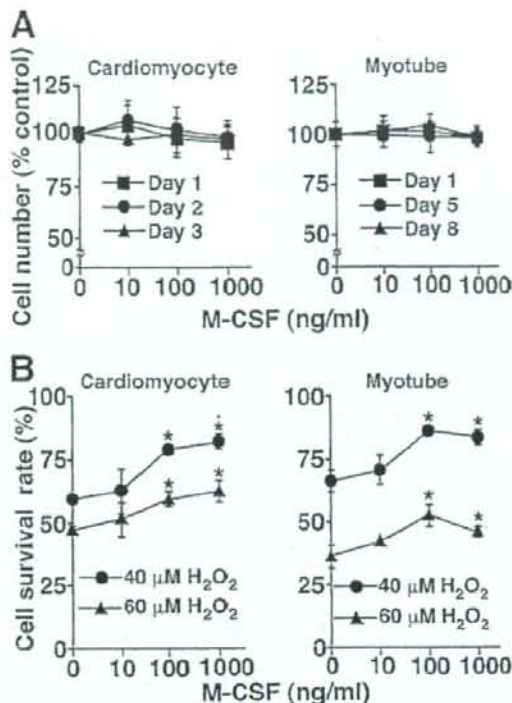 A
Cardiomyocyte
Myotube
Cell number (% control)
125
100
75
50
0
Day 1
Day 2
Day 3
0 10 100 1000
125
100
75
50
0
Day 1
Day 5
Day 8
0 10 100 1000
M-CSF (ng/ml)
B
Cardiomyocyte
Myotube
Cell survival rate (%)
100
75
50
25
0
* *
* *
40 µM H₂O₂
60 µM H₂O₂
0 10 100 1000
100
75
50
25
0
* *
* *
40 µM H₂O₂
60 µM H₂O₂
0 10 100 1000
M-CSF (ng/ml)